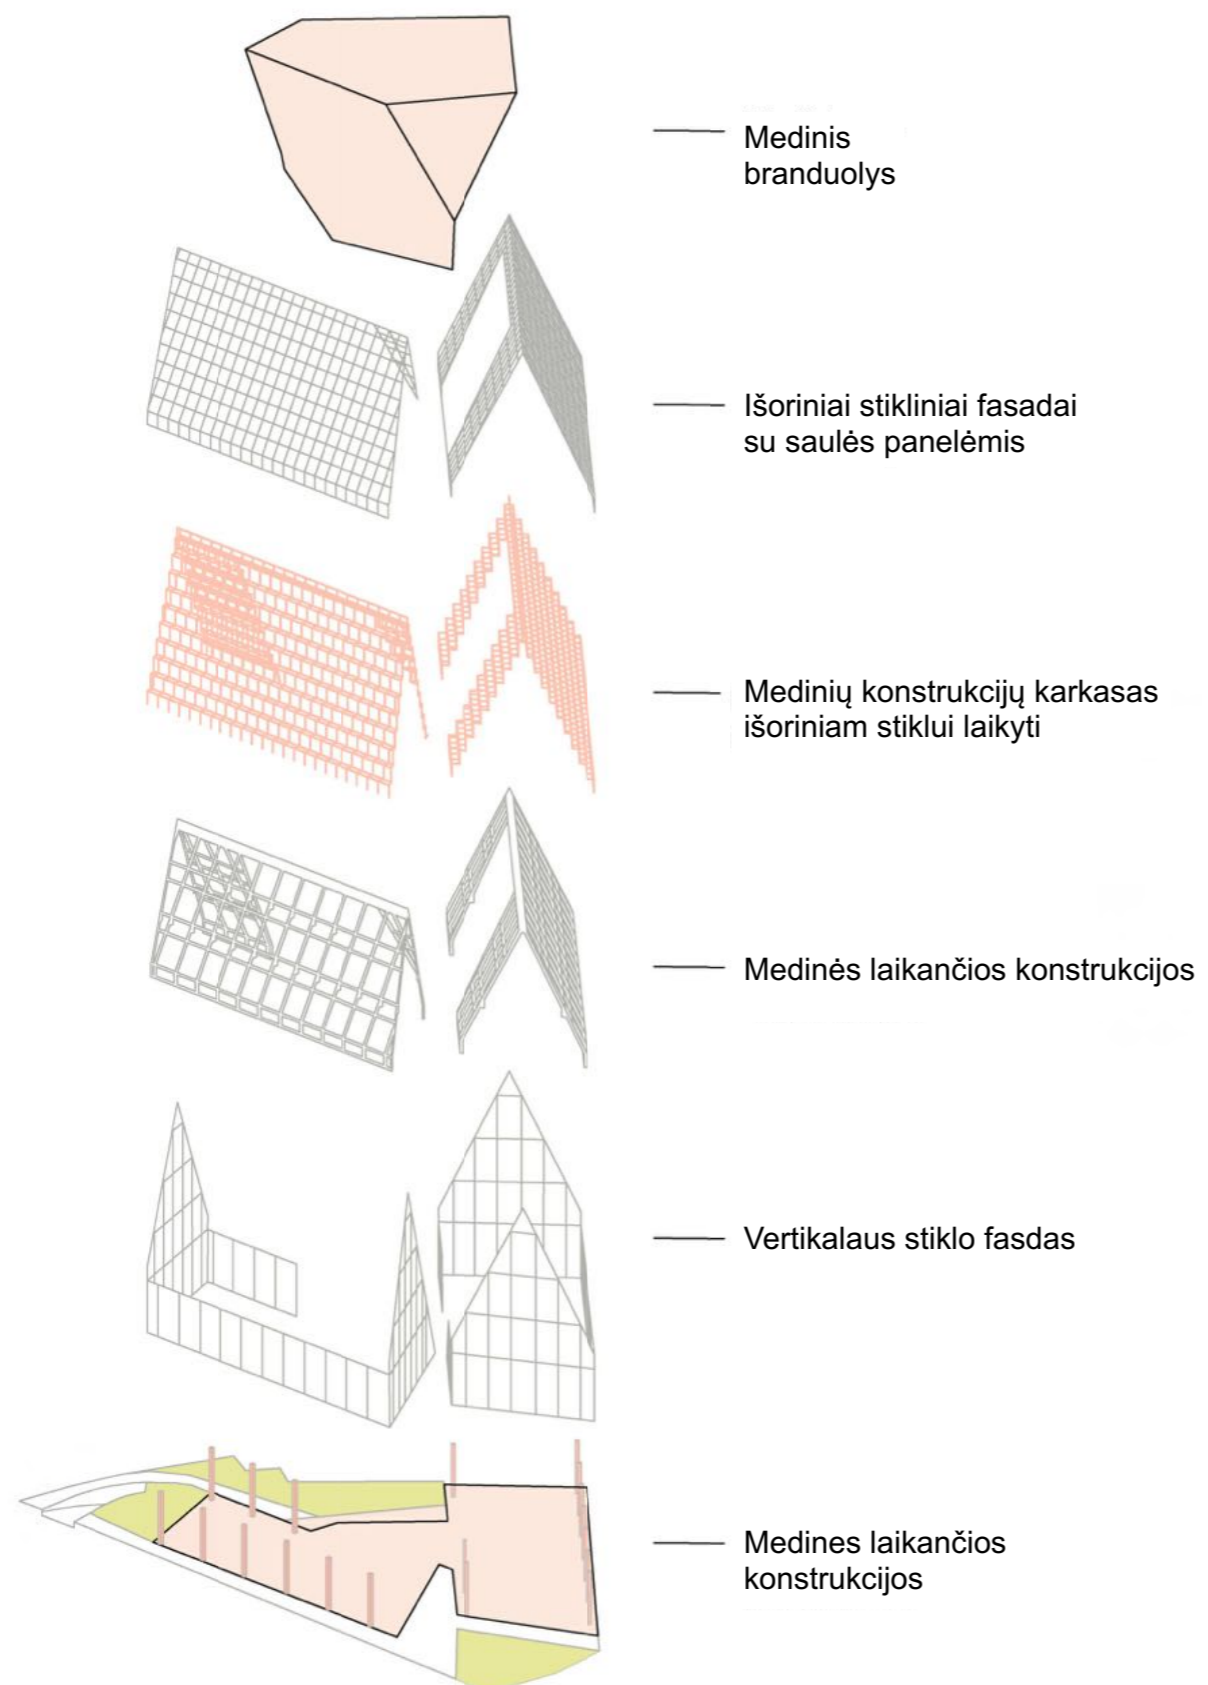 Medinis
branduolys
Išoriniai stikliniai fasadai
su saulės panelėmis
Medinių konstrukcijų karkasas
išoriniam stiklui laikyti
Medinės laikančios konstrukcijos
Vertikalaus stiklo fasdas
Medines laikančios
konstrukcijos